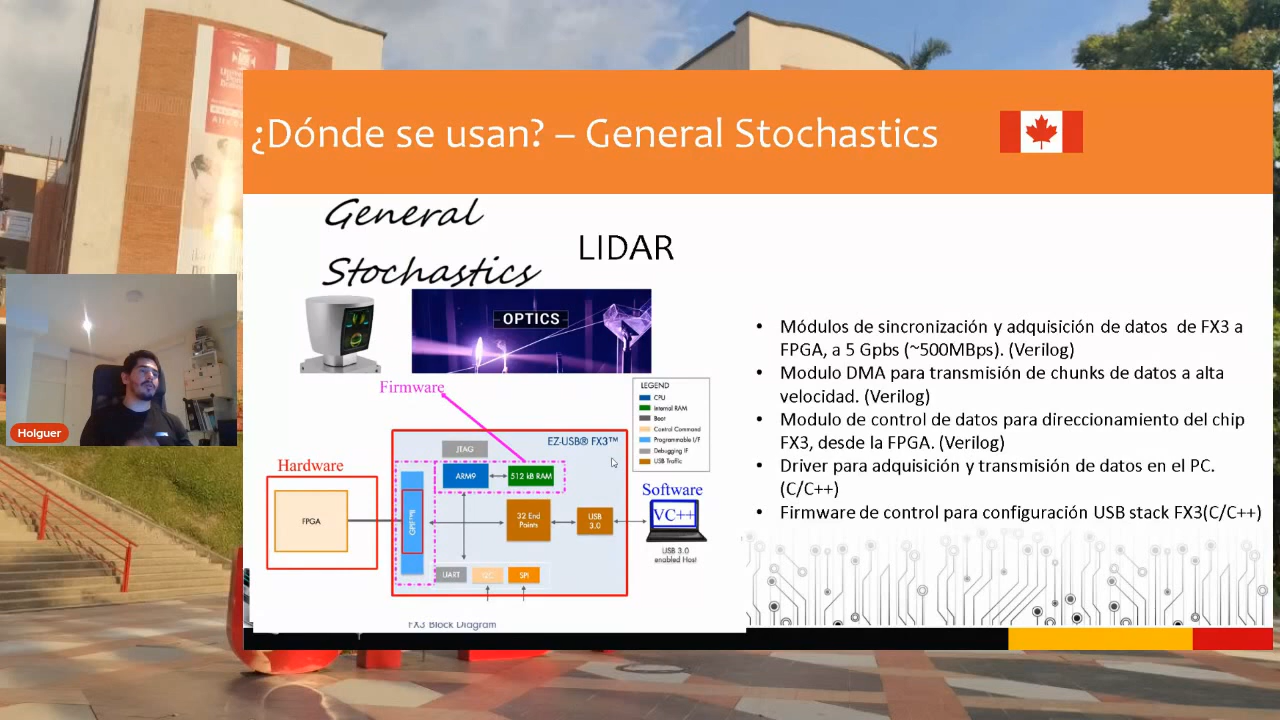 ¿Dónde se usan? – General Stochastics
General
Stochastics
LIDAR
OPTICS
Firmware
LEGEND
CPU
Internal RAM
Boot
Control Command
Programmable I/F
Debugging IF
USB Traffic
EZ-USB® FX3™
JTAG
ARM9
512 kB RAM
Hardware
FPGA
GPIF™II
32 End
Points
USB
3.0
Software
VC++
USB 3.0
enabled Host
UART
I2C
SPI
FX3 Block Diagram
• Módulos de sincronización y adquisición de datos de FX3 a
FPGA, a 5 Gpbs (~500MBps). (Verilog)
• Modulo DMA para transmisión de chunks de datos a alta
velocidad. (Verilog)
• Modulo de control de datos para direccionamiento del chip
FX3, desde la FPGA. (Verilog)
• Driver para adquisición y transmisión de datos en el PC.
(C/C++)
• Firmware de control para configuración USB stack FX3(C/C++)
Holguer